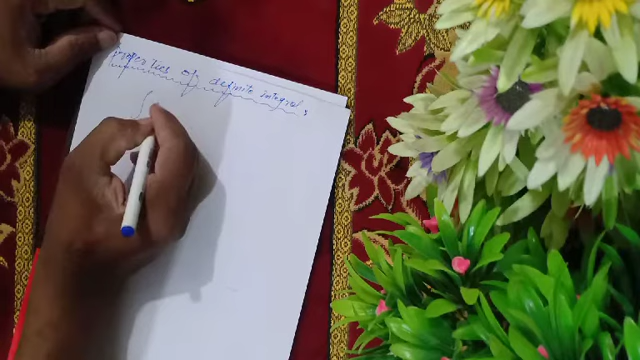 Properties of definite integral s
∫